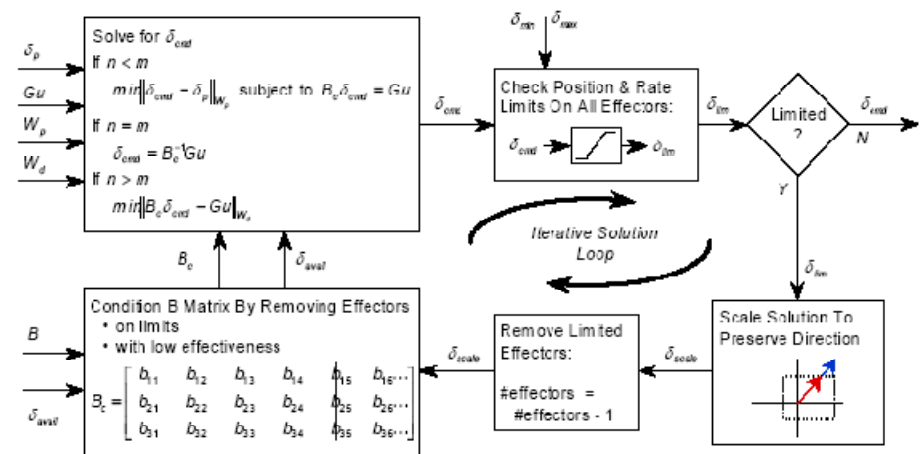 Solve for δcmd
If n < m
min‖δcmd − δp‖Wp subject to Bcδcmd = Gu
If n = m
δcmd = Bc⁻¹Gu
If n > m
min‖Bcδcmd − Gu‖Wd
δp
Gu
Wp
Wd
δcmd
δmin
δmax
Check Position & Rate
Limits On All Effectors:
δcmd
δlim
δlim
Limited
?
δcmd
N
Y
δlim
Iterative Solution
Loop
Scale Solution To
Preserve Direction
δscale
Remove Limited
Effectors:
#effectors =
#effectors - 1
δscale
Bc
δavail
Condition B Matrix By Removing Effectors
• on limits
• with low effectiveness
b11 b12 b13 b14 b15 b16...
Bc = b21 b22 b23 b24 b25 b26...
b31 b32 b33 b34 b35 b36...
B
δavail